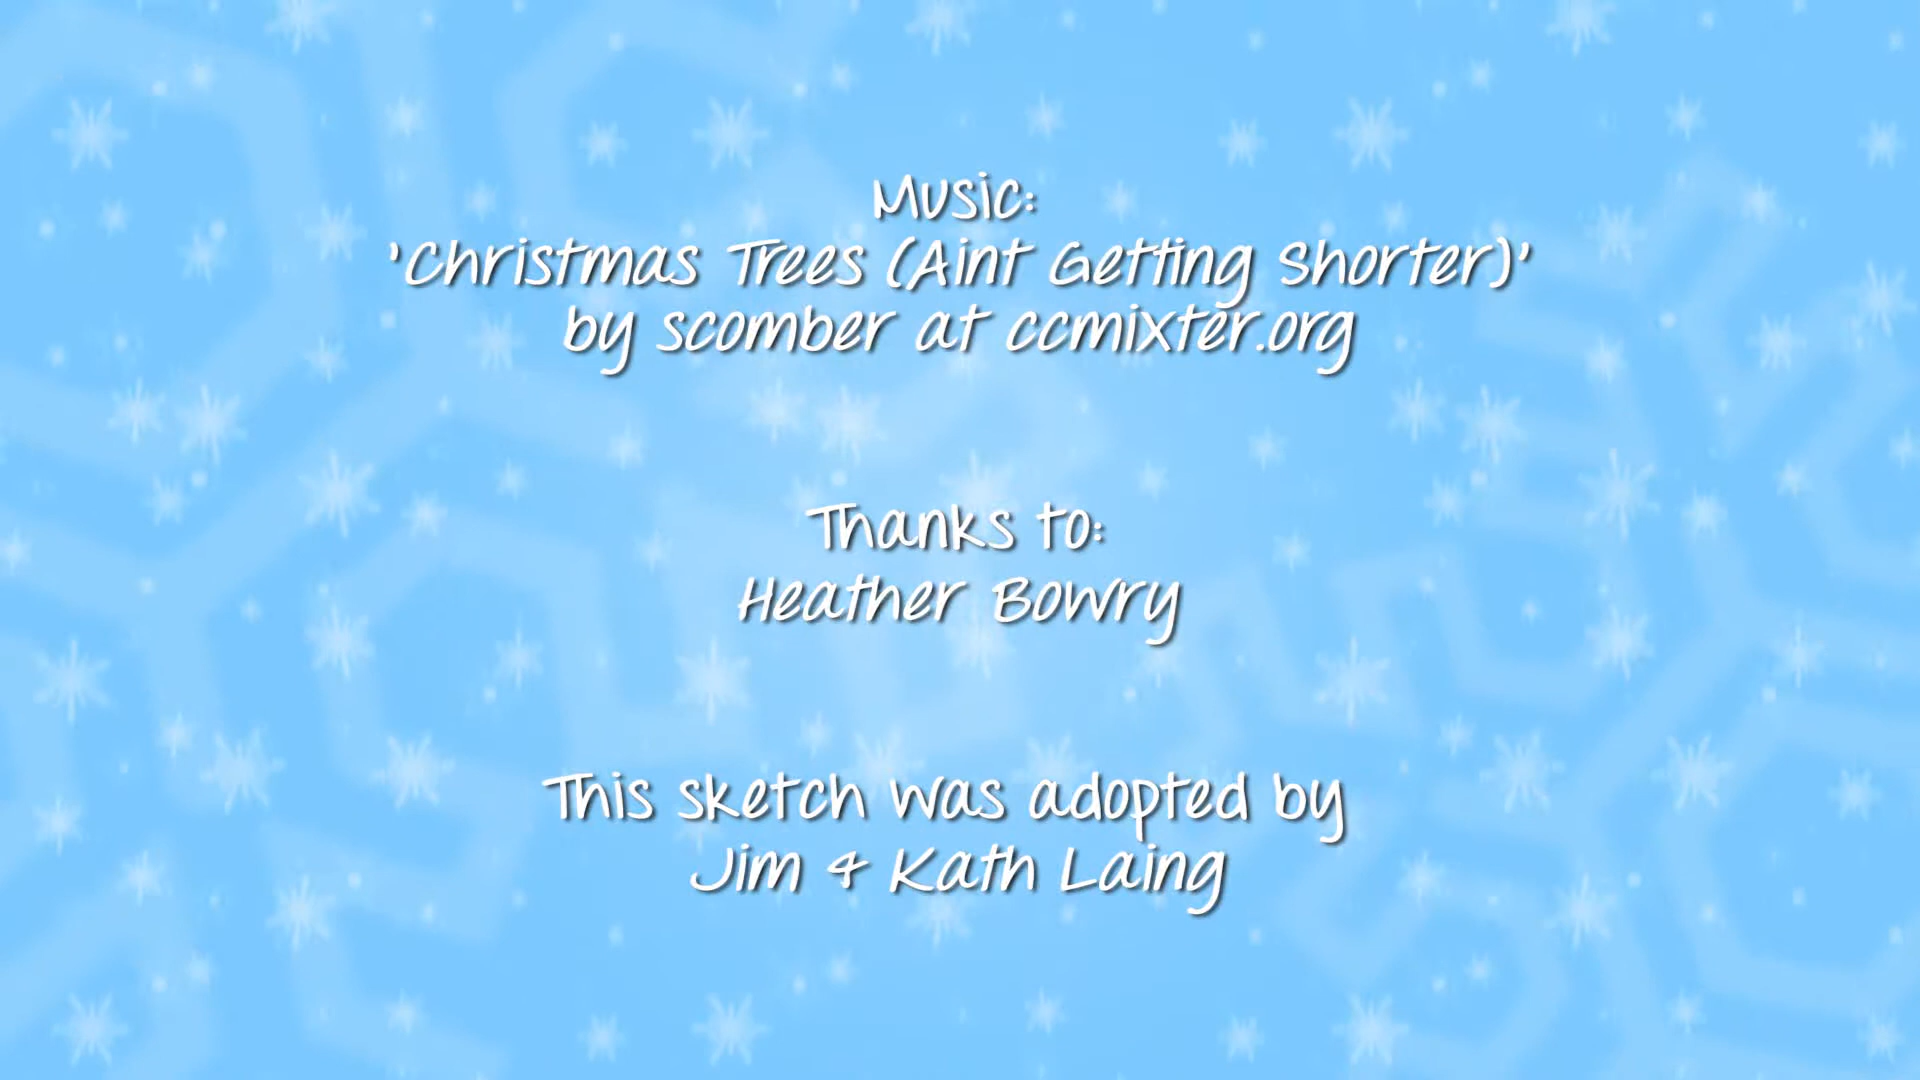 Music:
'Christmas Trees (Aint Getting Shorter)'
by scomber at ccmixter.org
Thanks to:
Heather Bowry
This sketch was adopted by
Jim & Kath Laing